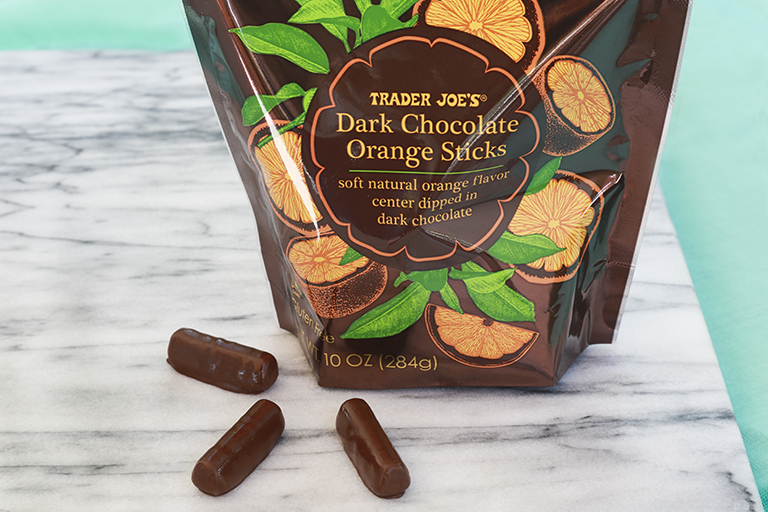 TRADER JOE'S®
Dark Chocolate
Orange Sticks
soft natural orange flavor
center dipped in
dark chocolate
10 OZ (284g)